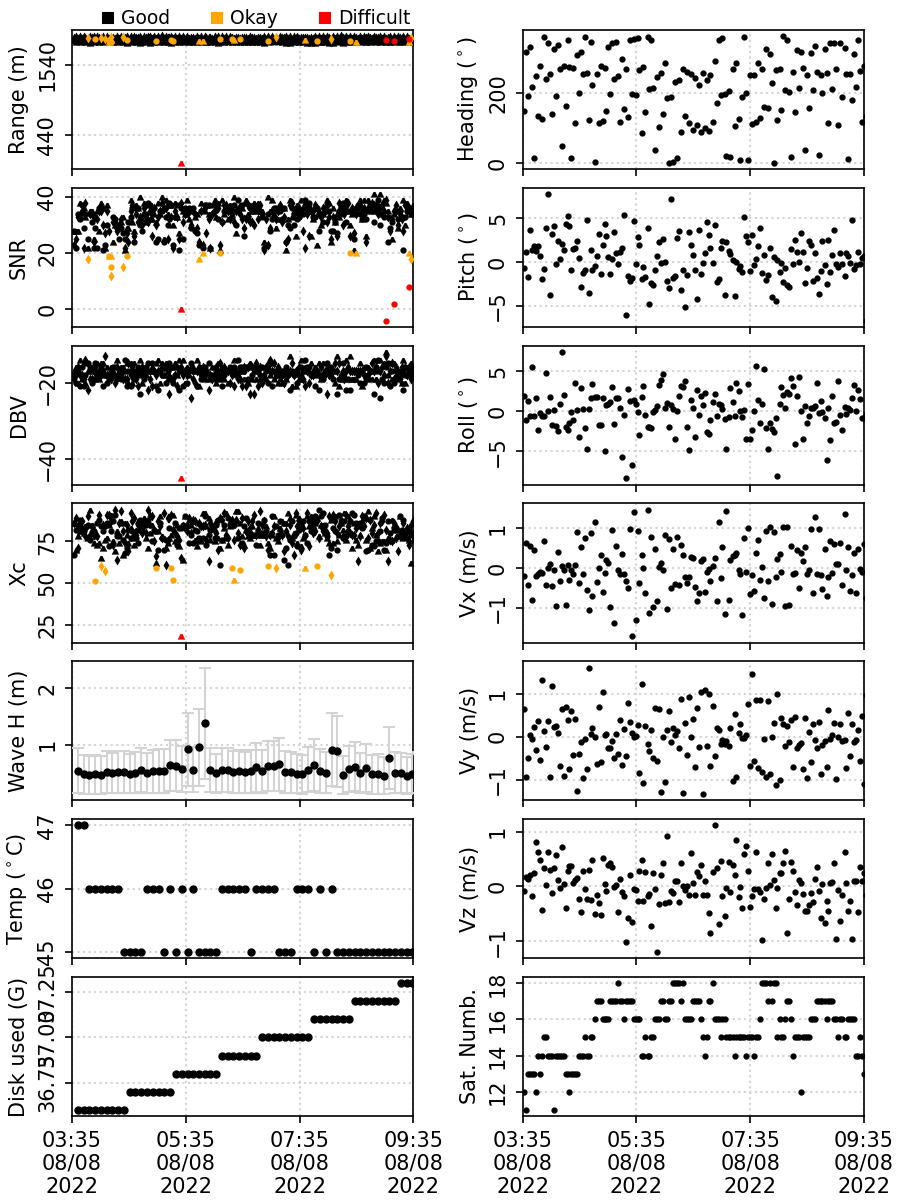 Good Okay Difficult
Range (m)
1540
440
Heading (°)
200
0
SNR
40
20
0
Pitch (°)
5
0
−5
DBV
−20
−40
Roll (°)
5
0
−5
Xc
75
50
25
Vx (m/s)
1
0
−1
Wave H (m)
2
1
Vy (m/s)
1
0
−1
Temp (°C)
47
46
45
Vz (m/s)
1
0
−1
Disk used (G)
37.25
37.00
36.75
Sat. Numb.
18
16
14
12
03:35 05:35 07:35 09:35
08/08 08/08 08/08 08/08
2022 2022 2022 2022
03:35 05:35 07:35 09:35
08/08 08/08 08/08 08/08
2022 2022 2022 2022